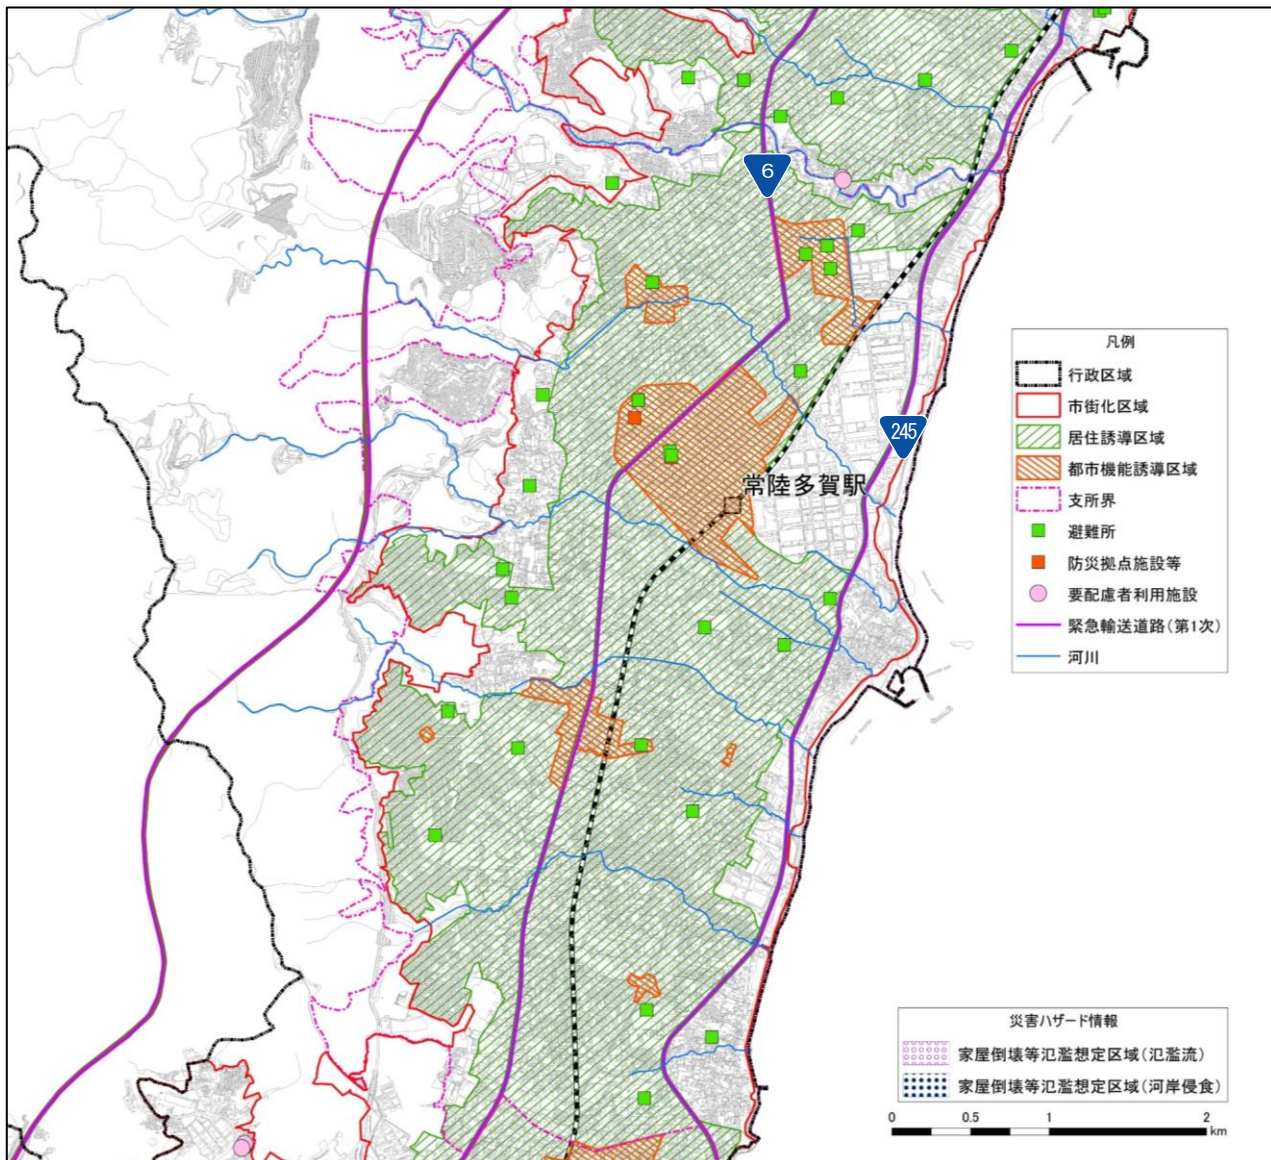 6
245
常陸多賀駅
凡例
行政区域
市街化区域
居住誘導区域
都市機能誘導区域
支所界
避難所
防災拠点施設等
要配慮者利用施設
緊急輸送道路(第1次)
河川
災害ハザード情報
家屋倒壊等氾濫想定区域(氾濫流)
家屋倒壊等氾濫想定区域(河岸侵食)
0 0.5 1 2
km